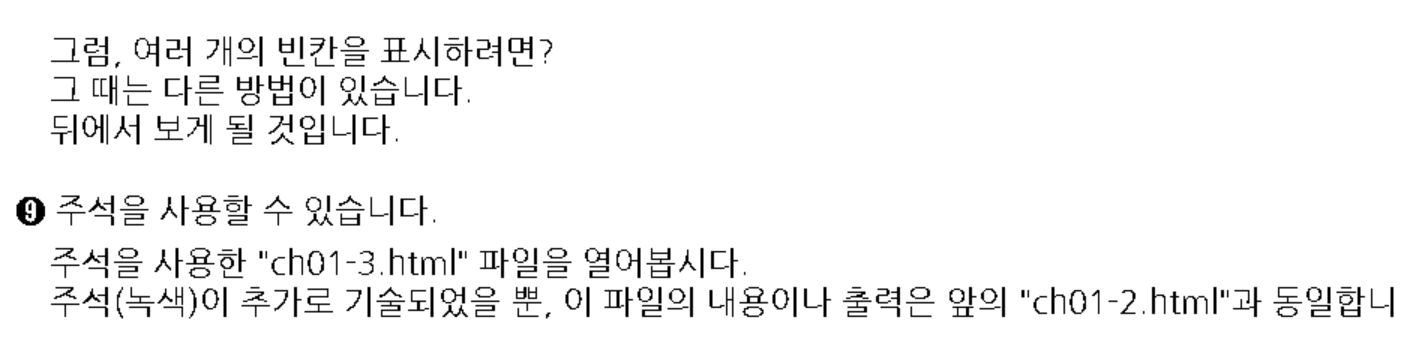 그럼, 여러 개의 빈칸을 표시하려면?
그 때는 다른 방법이 있습니다.
뒤에서 보게 될 것입니다.
❾ 주석을 사용할 수 있습니다.
주석을 사용한 "ch01-3.html" 파일을 열어봅시다.
주석(녹색)이 추가로 기술되었을 뿐, 이 파일의 내용이나 출력은 앞의 "ch01-2.html"과 동일합니